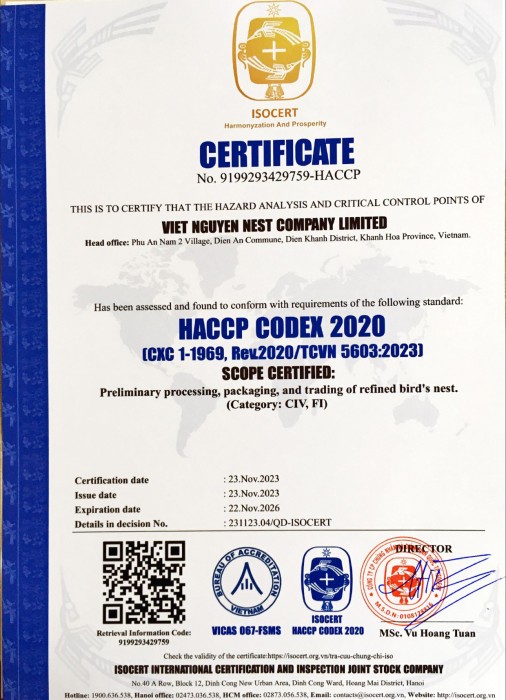 ISOCERT
Harmonyzation And Prosperity
CERTIFICATE
No. 9199293429759-HACCP
THIS IS TO CERTIFY THAT THE HAZARD ANALYSIS AND CRITICAL CONTROL POINTS OF
VIET NGUYEN NEST COMPANY LIMITED
Head office: Phu An Nam 2 Village, Dien An Commune, Dien Khanh District, Khanh Hoa Province, Vietnam.
Has been assessed and found to conform with requirements of the following standard:
HACCP CODEX 2020
(CXC 1-1969, Rev.2020/TCVN 5603:2023)
SCOPE CERTIFIED:
Preliminary processing, packaging, and trading of refined bird's nest.
(Category: CIV, FI)
Certification date : 23.Nov.2023
Issue date : 23.Nov.2023
Expiration date : 22.Nov.2026
Details in decision No. : 231123.04/QD-ISOCERT
DIRECTOR
BUREAU OF ACCREDITATION
VIETNAM
VICAS 067-FSMS
ISOCERT
HACCP CODEX 2020
Retrieval Information Code:
9199293429759
MSc. Vu Hoang Tuan
Check the validity of the certificate: https://isocert.org.vn/tra-cuu-chung-chi-iso
ISOCERT INTERNATIONAL CERTIFICATION AND INSPECTION JOINT STOCK COMPANY
No.40 A Row, Block 12, Dinh Cong New Urban Area, Dinh Cong Ward, Hoang Mai District, Hanoi
Hotline: 1900.636.538, Hanoi office: 02473.036.538, HCM office: 02873.056.538, Email: contacts@isocert.org.vn, Website: http://isocert.org.vn